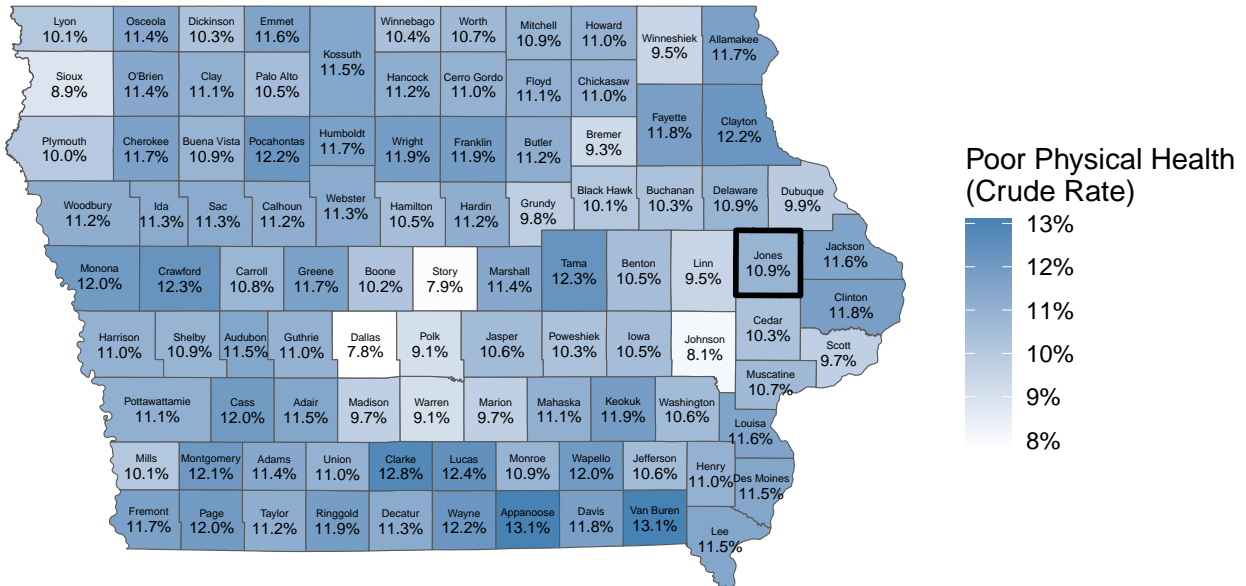 Lyon
10.1%
Osceola
11.4%
Dickinson
10.3%
Emmet
11.6%
Kossuth
11.5%
Winnebago
10.4%
Worth
10.7%
Mitchell
10.9%
Howard
11.0%
Winneshiek
9.5%
Allamakee
11.7%
Sioux
8.9%
O'Brien
11.4%
Clay
11.1%
Palo Alto
10.5%
Hancock
11.2%
Cerro Gordo
11.0%
Floyd
11.1%
Chickasaw
11.0%
Fayette
11.8%
Clayton
12.2%
Plymouth
10.0%
Cherokee
11.7%
Buena Vista
10.9%
Pocahontas
12.2%
Humboldt
11.7%
Wright
11.9%
Franklin
11.9%
Butler
11.2%
Bremer
9.3%
Woodbury
11.2%
Ida
11.3%
Sac
11.3%
Calhoun
11.2%
Webster
11.3%
Hamilton
10.5%
Hardin
11.2%
Grundy
9.8%
Black Hawk
10.1%
Buchanan
10.3%
Delaware
10.9%
Dubuque
9.9%
Monona
12.0%
Crawford
12.3%
Carroll
10.8%
Greene
11.7%
Boone
10.2%
Story
7.9%
Marshall
11.4%
Tama
12.3%
Benton
10.5%
Linn
9.5%
Jones
10.9%
Jackson
11.6%
Clinton
11.8%
Harrison
11.0%
Shelby
10.9%
Audubon
11.5%
Guthrie
11.0%
Dallas
7.8%
Polk
9.1%
Jasper
10.6%
Poweshiek
10.3%
Iowa
10.5%
Johnson
8.1%
Cedar
10.3%
Scott
9.7%
Muscatine
10.7%
Pottawattamie
11.1%
Cass
12.0%
Adair
11.5%
Madison
9.7%
Warren
9.1%
Marion
9.7%
Mahaska
11.1%
Keokuk
11.9%
Washington
10.6%
Louisa
11.6%
Mills
10.1%
Montgomery
12.1%
Adams
11.4%
Union
11.0%
Clarke
12.8%
Lucas
12.4%
Monroe
10.9%
Wapello
12.0%
Jefferson
10.6%
Henry
11.0%
Des Moines
11.5%
Fremont
11.7%
Page
12.0%
Taylor
11.2%
Ringgold
11.9%
Decatur
11.3%
Wayne
12.2%
Appanoose
13.1%
Davis
11.8%
Van Buren
13.1%
Lee
11.5%
Poor Physical Health
(Crude Rate)
13%
12%
11%
10%
9%
8%